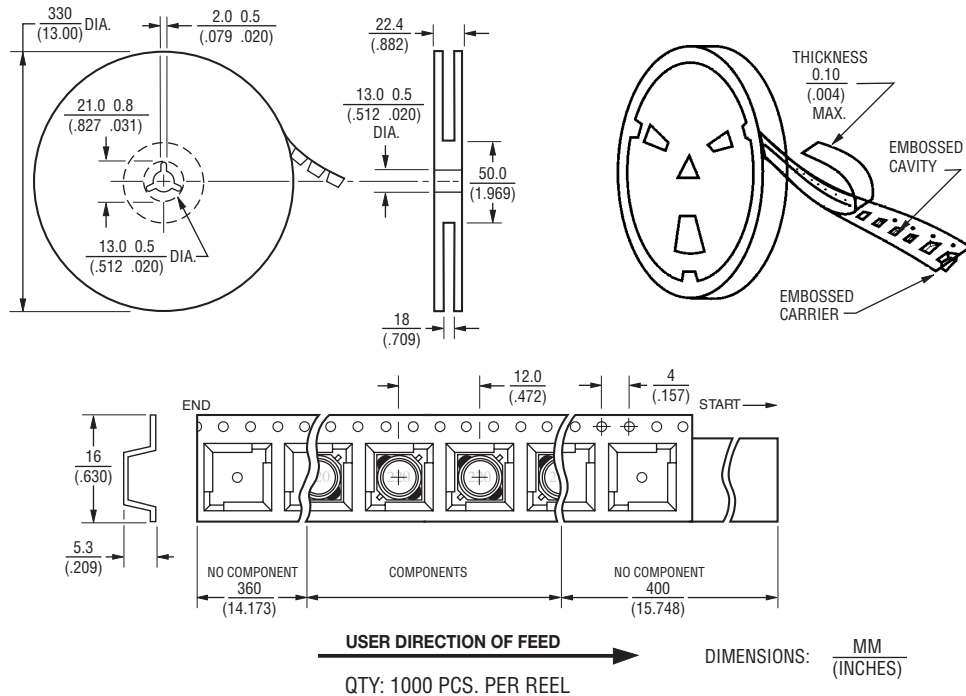 330
(13.00)
DIA.
2.0 0.5
(.079 .020)
22.4
(.882)
21.0 0.8
(.827 .031)
13.0 0.5
(.512 .020)
DIA.
THICKNESS
0.10
(.004)
MAX.
EMBOSSED
CAVITY
50.0
(1.969)
13.0 0.5
(.512 .020)
DIA.
EMBOSSED
CARRIER
18
(.709)
12.0
(.472)
4
(.157)
END
START
16
(.630)
5.3
(.209)
NO COMPONENT
360
(14.173)
COMPONENTS
NO COMPONENT
400
(15.748)
USER DIRECTION OF FEED
DIMENSIONS:
MM
(INCHES)
QTY: 1000 PCS. PER REEL